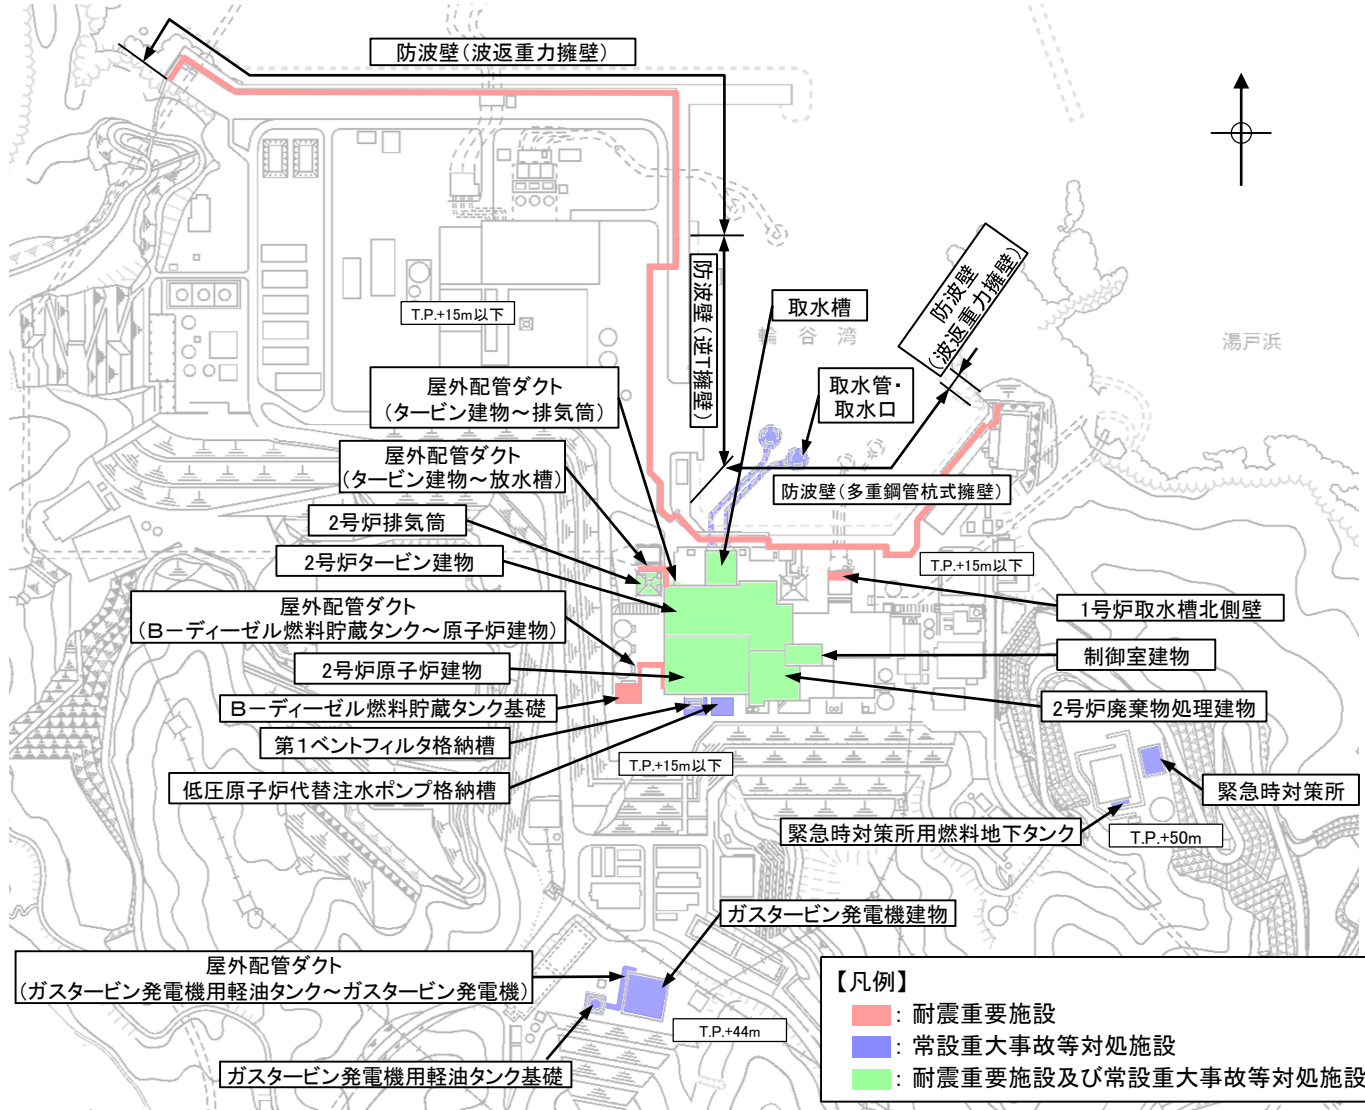 防波壁(波返重力擁壁)
防波壁(逆T擁壁)
防波壁
(波返重力擁壁)
取水槽
輪谷湾
湯戸浜
T.P.+15m以下
屋外配管ダクト
(タービン建物～排気筒)
取水管・
取水口
屋外配管ダクト
(タービン建物～放水槽)
防波壁(多重鋼管杭式擁壁)
2号炉排気筒
2号炉タービン建物
T.P.+15m以下
屋外配管ダクト
(B－ディーゼル燃料貯蔵タンク～原子炉建物)
1号炉取水槽北側壁
2号炉原子炉建物
制御室建物
B－ディーゼル燃料貯蔵タンク基礎
2号炉廃棄物処理建物
第1ベントフィルタ格納槽
T.P.+15m以下
低圧原子炉代替注水ポンプ格納槽
緊急時対策所
緊急時対策所用燃料地下タンク
T.P.+50m
ガスタービン発電機建物
屋外配管ダクト
(ガスタービン発電機用軽油タンク～ガスタービン発電機)
T.P.+44m
ガスタービン発電機用軽油タンク基礎
【凡例】
：耐震重要施設
：常設重大事故等対処施設
：耐震重要施設及び常設重大事故等対処施設